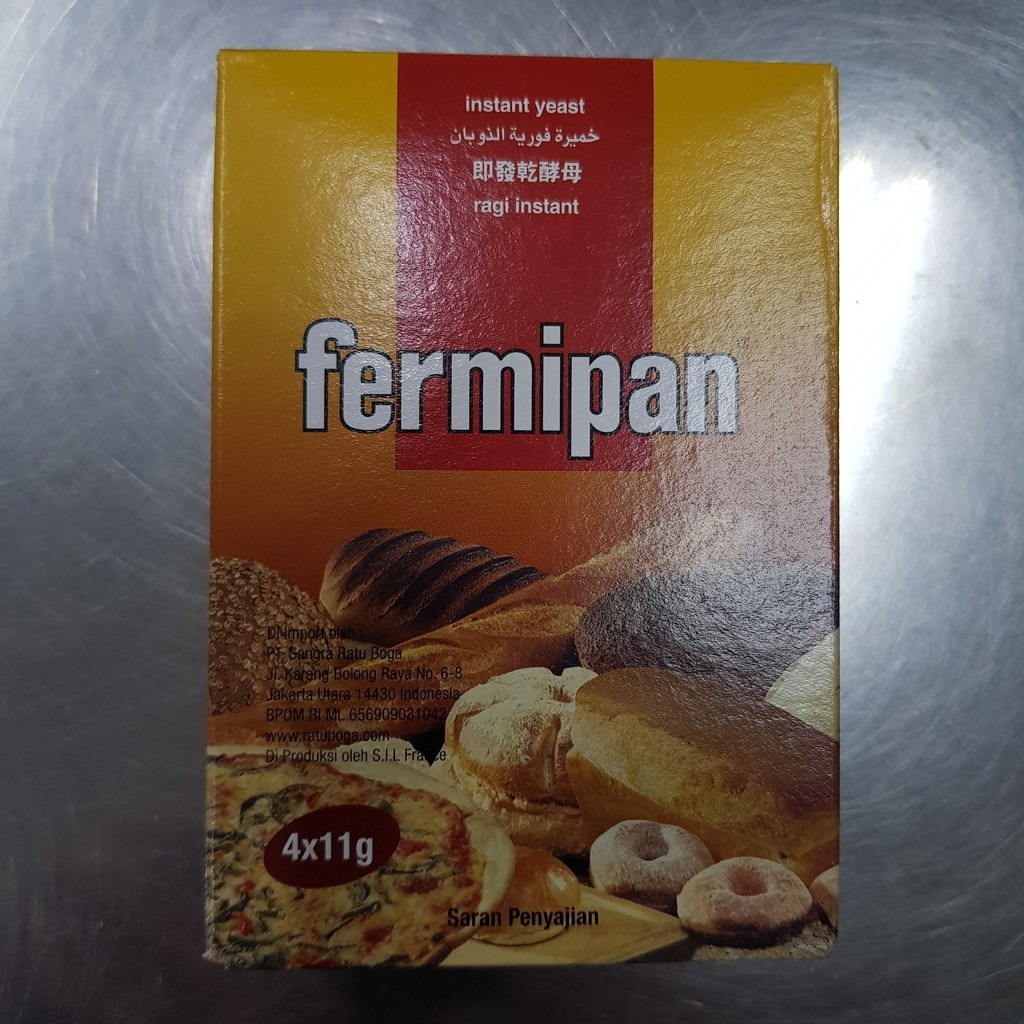 instant yeast
خميرة فورية الذوبان
即發乾酵母
ragi instant
fermipan
Di Import oleh :
PT. Sangra Ratu Boga
Jl. Karang Bolong Raya No. 6-8
Jakarta Utara 14430 Indonesia
BPOM RI ML 656909031042
www.ratuboga.com
Di Produksi oleh S.I.L France
4x11g
Saran Penyajian